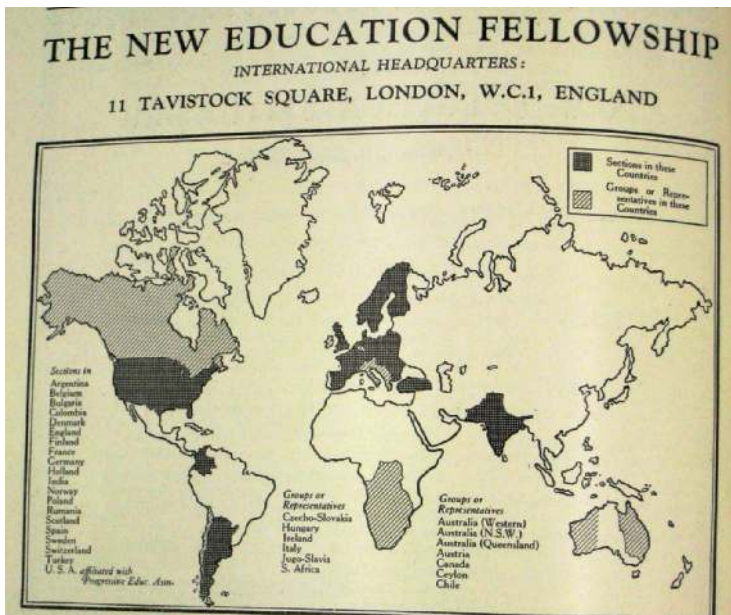 THE NEW EDUCATION FELLOWSHIP
INTERNATIONAL HEADQUARTERS:
11 TAVISTOCK SQUARE, LONDON, W.C.1, ENGLAND
Sections in these
Countries
Groups or Repre-
sentatives in these
Countries
Sections in
Argentina
Belgium
Bulgaria
Colombia
Denmark
England
Finland
France
Germany
Holland
India
Norway
Poland
Rumania
Scotland
Spain
Sweden
Switzerland
Turkey
U. S. A. affiliated with
Progressive Educ. Assn.
Groups or
Representatives
Czecho-Slovakia
Hungary
Ireland
Italy
Jugo-Slavia
S. Africa
Groups or
Representatives
Australia (Western)
Australia (N.S.W.)
Australia (Queensland)
Austria
Canada
Ceylon
Chile